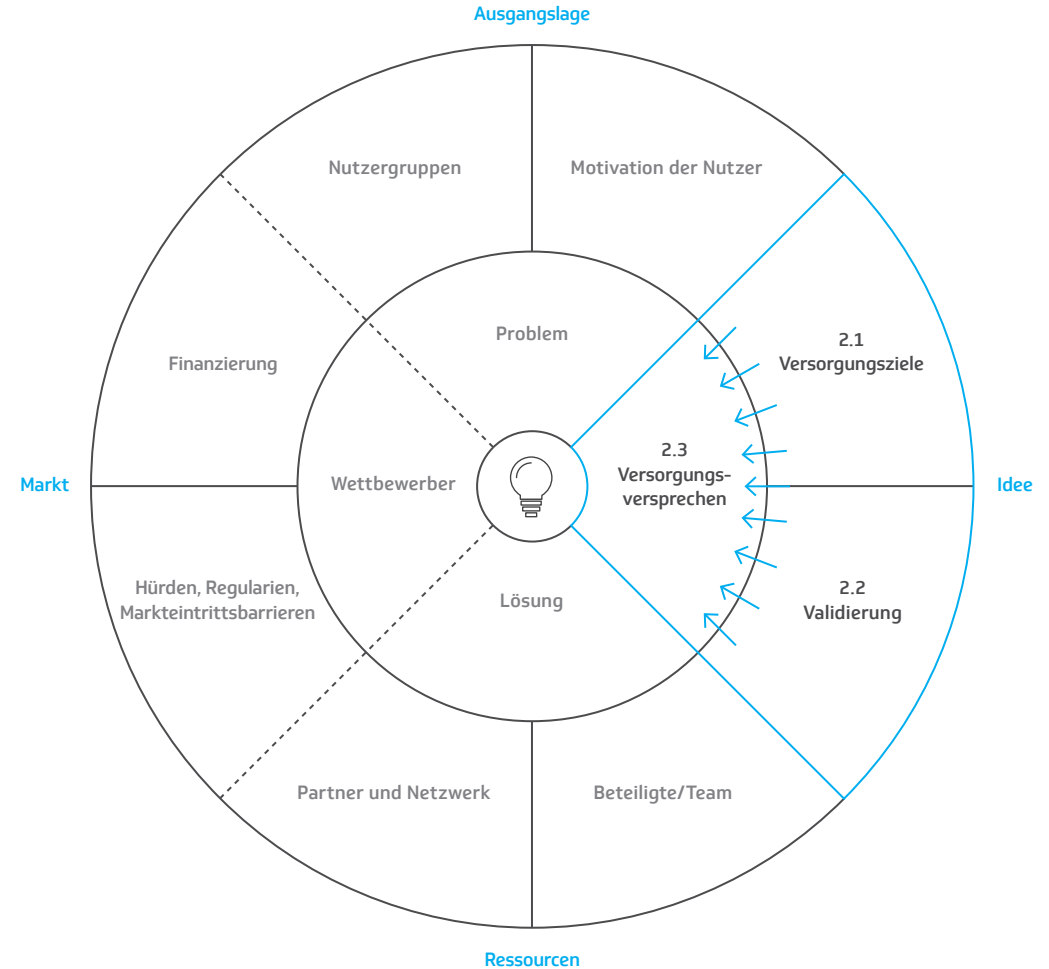 Ausgangslage
Nutzergruppen
Motivation der Nutzer
Problem
Finanzierung
2.1
Versorgungsziele
Markt
Wettbewerber
2.3
Versorgungs-
versprechen
Idee
Hürden, Regularien,
Markteintrittsbarrieren
Lösung
2.2
Validierung
Partner und Netzwerk
Beteiligte/Team
Ressourcen